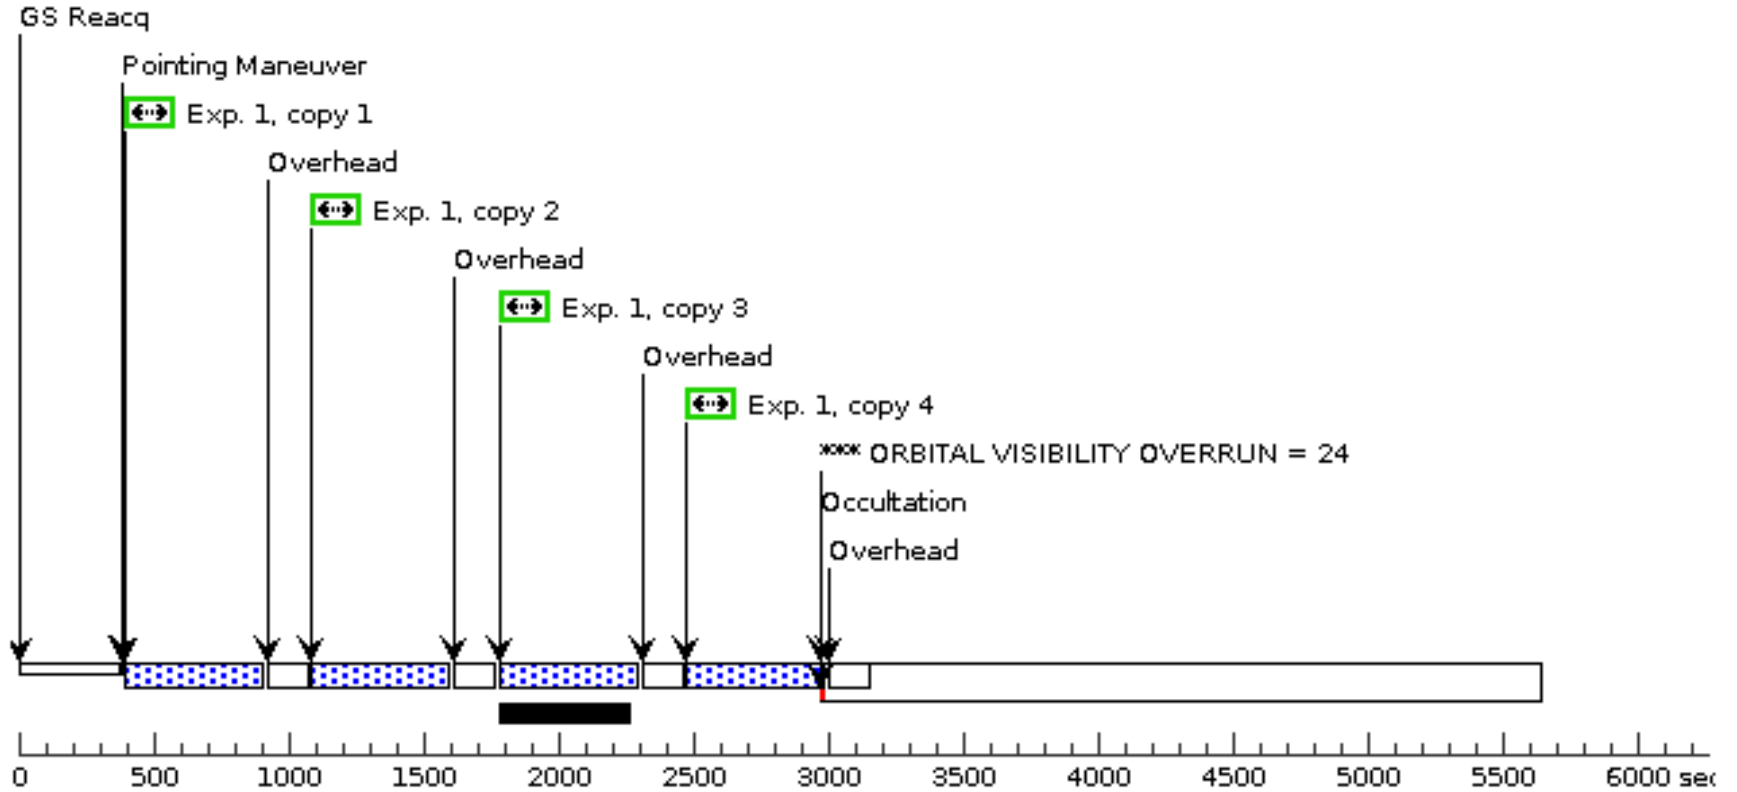 GS Reacq
Pointing Maneuver
Exp. 1, copy 1
Overhead
Exp. 1, copy 2
Overhead
Exp. 1, copy 3
Overhead
Exp. 1, copy 4
*** ORBITAL VISIBILITY OVERRUN = 24
Occultation
Overhead
0 500 1000 1500 2000 2500 3000 3500 4000 4500 5000 5500 6000 sec